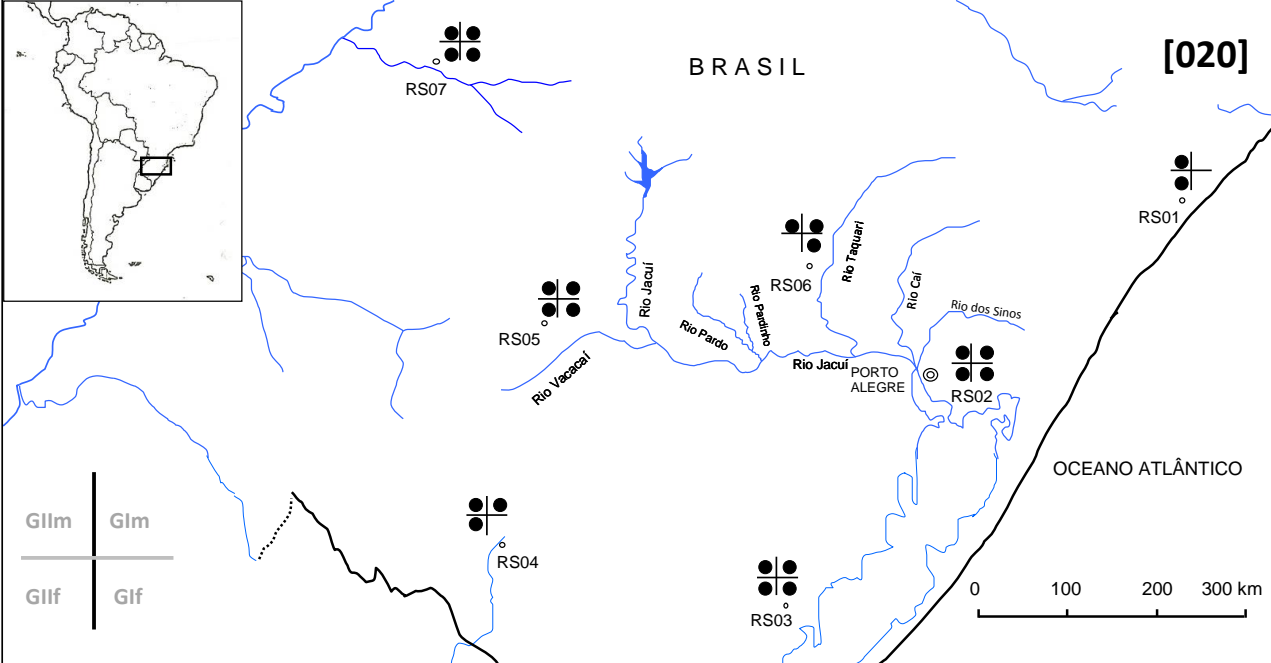 BRASIL
[020]
RS07
RS01
RS06
Rio Taquari
Rio Jacuí
Rio Caí
Rio Pardinho
Rio dos Sinos
RS05
Rio Pardo
Rio Vacacaí
Rio Jacuí
PORTO
ALEGRE
RS02
OCEANO ATLÂNTICO
GIIm GIm
GIIf GIf
RS04
RS03
0 100 200 300 km